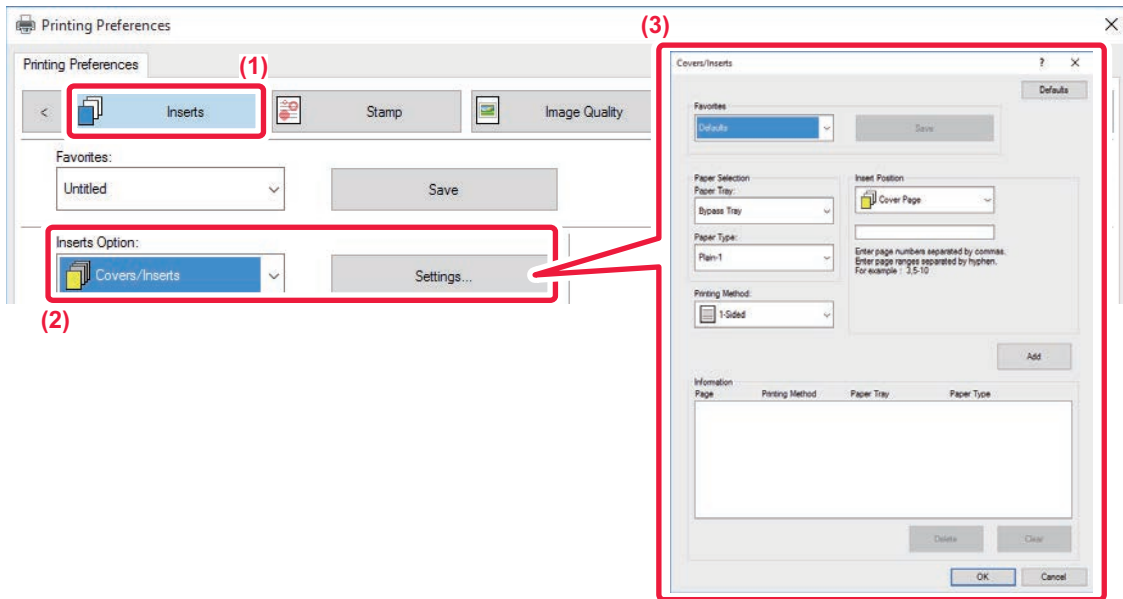 Printing Preferences
(3)
Printing Preferences
(1)
<
Inserts
Stamp
Image Quality
Favorites:
Untitled
Save
Inserts Option:
Covers/Inserts
Settings...
(2)
Covers/Inserts
?
Defaults
Favorites
Defaults
Save
Paper Selection
Paper Tray:
Bypass Tray
Paper Type:
Plain-1
Printing Method:
1-Sided
Insert Position
Cover Page
Enter page numbers separated by commas.
Enter page ranges separated by hyphen.
For example : 3,5-10
Add
Information
Page Printing Method Paper Tray Paper Type
Delete Clear
OK Cancel